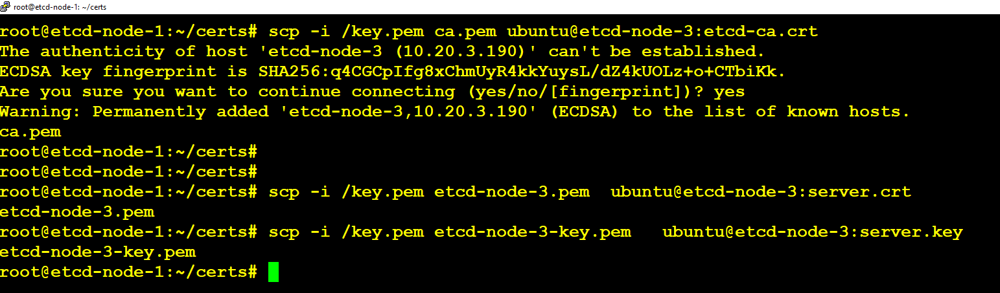 root@etcd-node-1: ~/certs
root@etcd-node-1:~/certs# scp -i /key.pem ca.pem ubuntu@etcd-node-3:etcd-ca.crt
The authenticity of host 'etcd-node-3 (10.20.3.190)' can't be established.
ECDSA key fingerprint is SHA256:q4CGCpIfg8xChmUyR4kkYuysL/dZ4kUOLz+o+CTbiKk.
Are you sure you want to continue connecting (yes/no/[fingerprint])? yes
Warning: Permanently added 'etcd-node-3,10.20.3.190' (ECDSA) to the list of known hosts.
ca.pem
root@etcd-node-1:~/certs#
root@etcd-node-1:~/certs#
root@etcd-node-1:~/certs# scp -i /key.pem etcd-node-3.pem  ubuntu@etcd-node-3:server.crt
etcd-node-3.pem
root@etcd-node-1:~/certs# scp -i /key.pem etcd-node-3-key.pem   ubuntu@etcd-node-3:server.key
etcd-node-3-key.pem
root@etcd-node-1:~/certs#